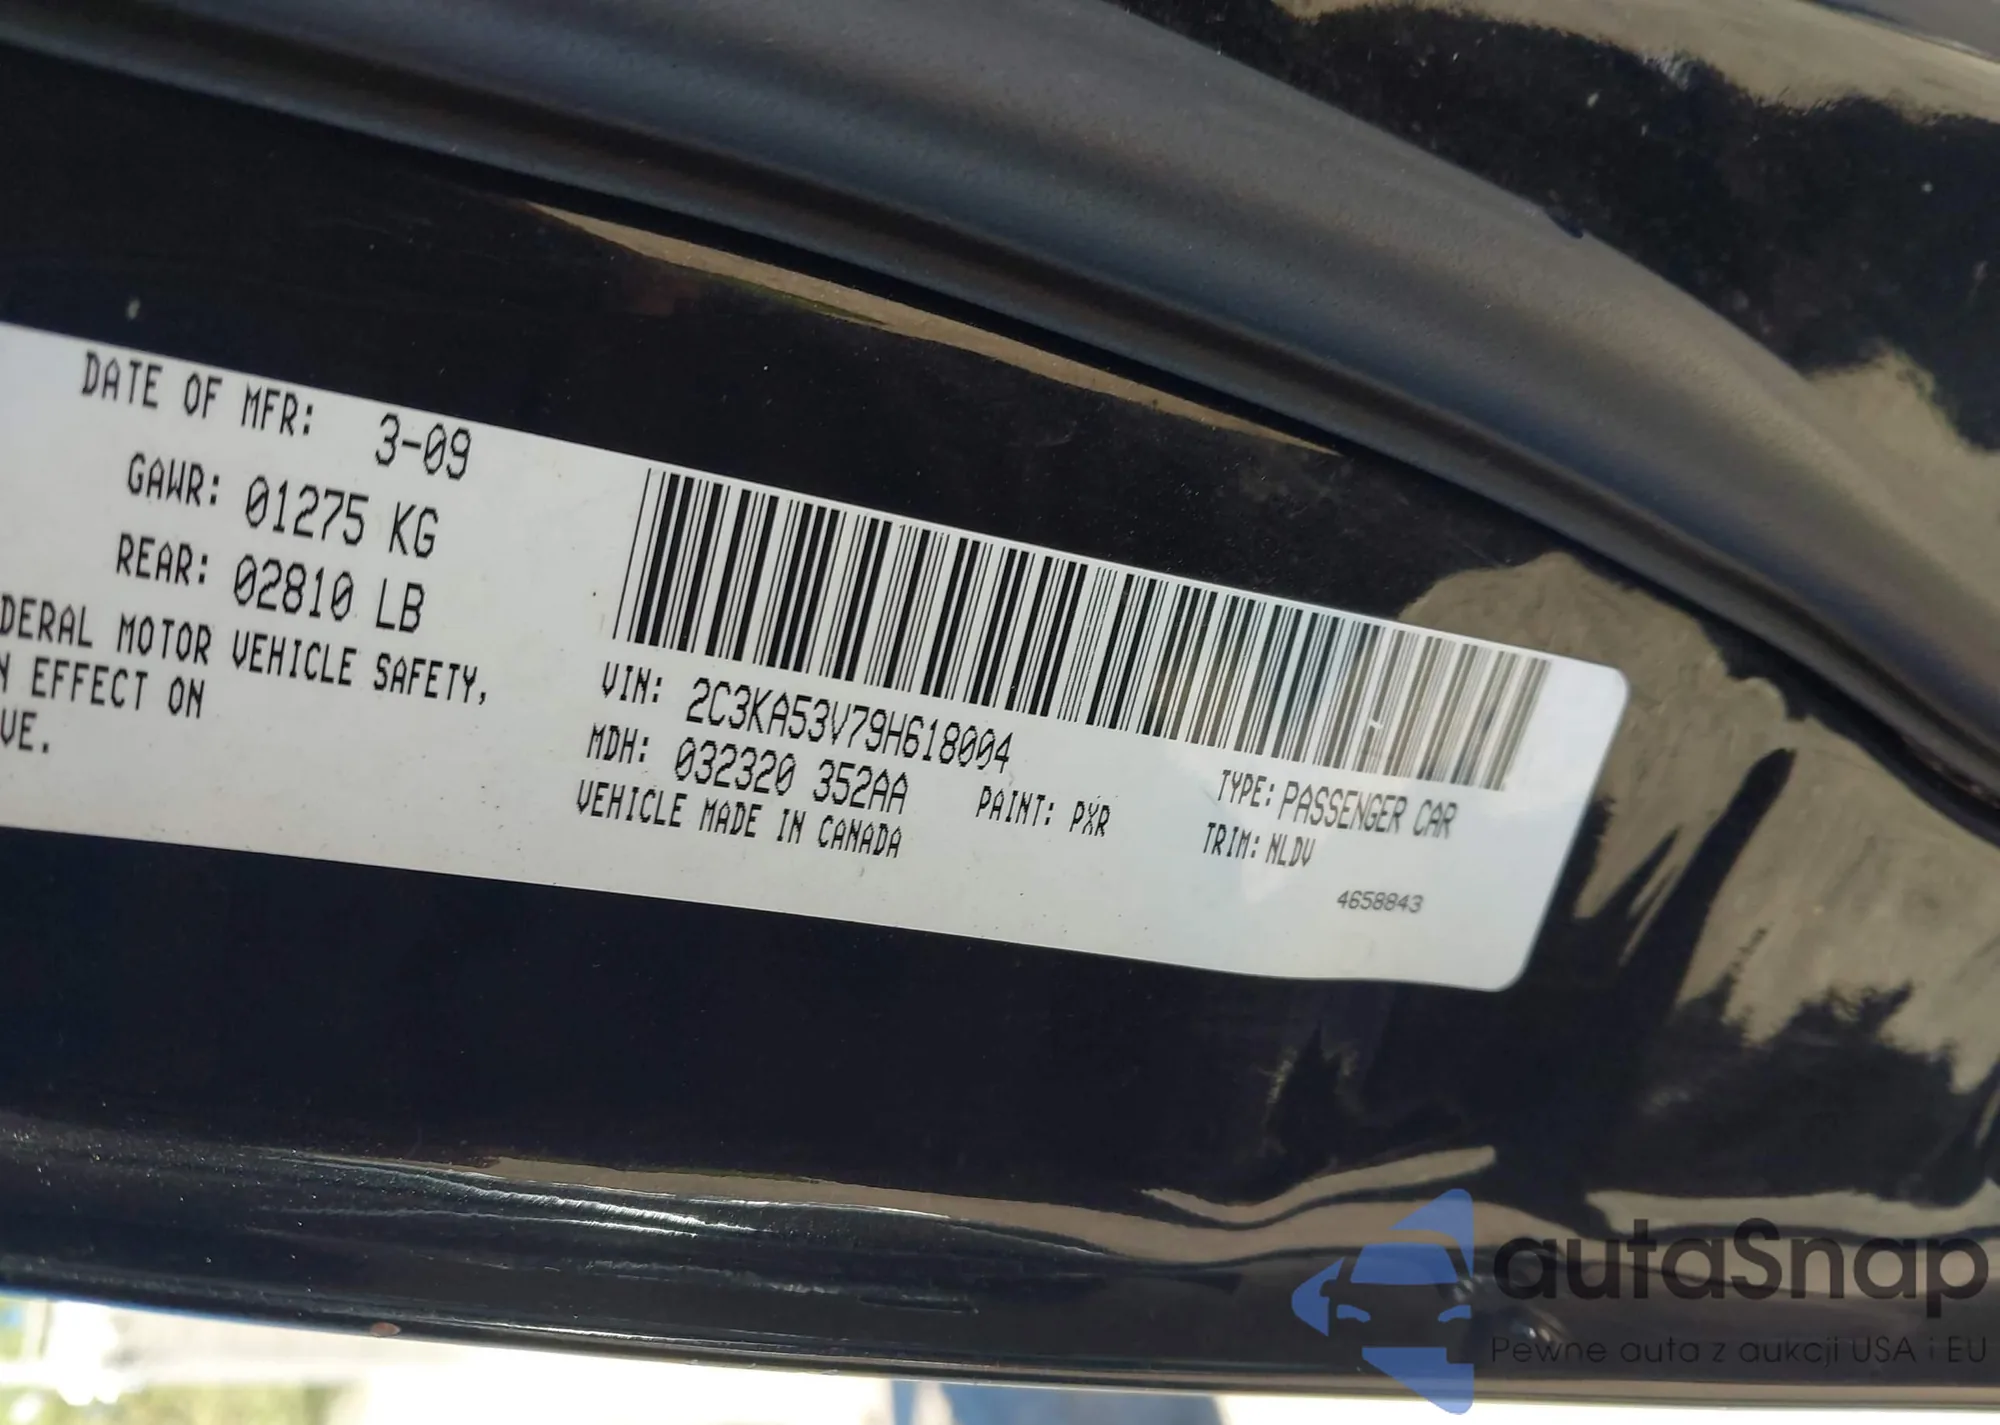 DATE OF MFR: 3-09
GAWR: 01275 KG
REAR: 02810 LB
DERAL MOTOR VEHICLE SAFETY,
N EFFECT ON
VE.
VIN: 2C3KA53V79H618004
MDH: 032320 352AA
PAINT: PXR
TYPE: PASSENGER CAR
VEHICLE MADE IN CANADA
TRIM: NLDV
4658843
autaSnap
Pewne auta z aukcji USA i EU